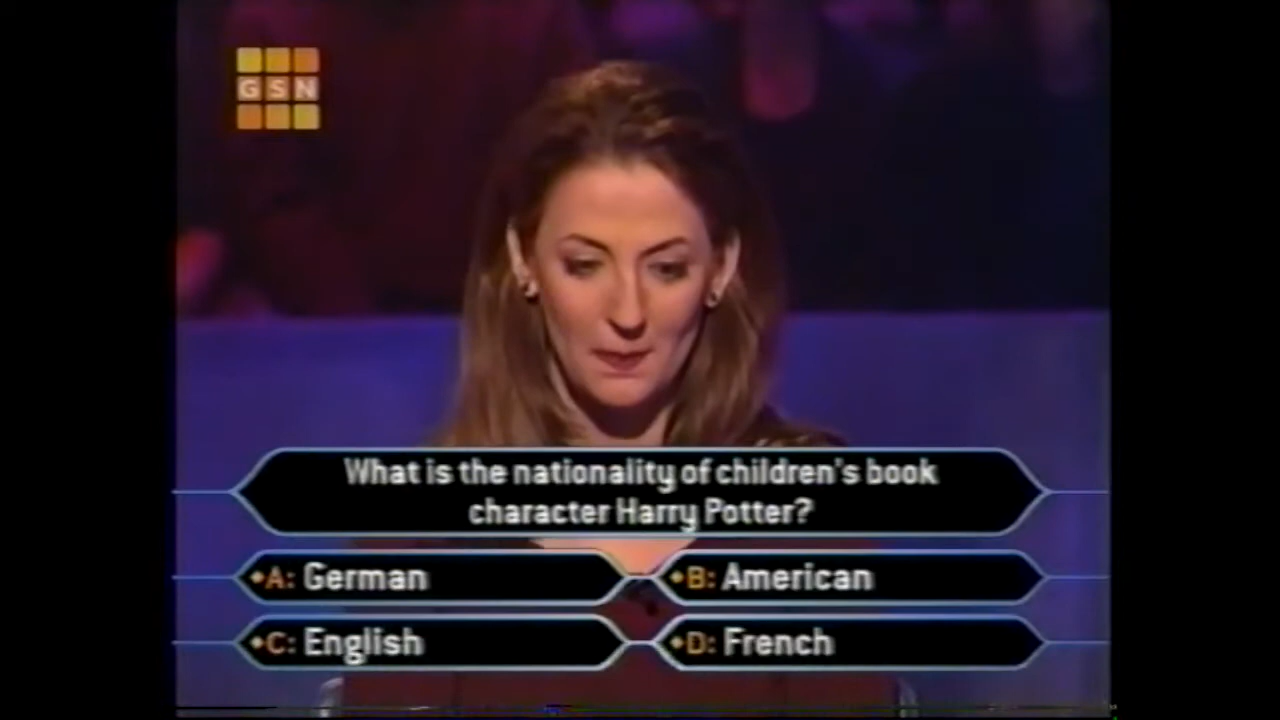 GSN
What is the nationality of children's book
character Harry Potter?
A: German
B: American
C: English
D: French